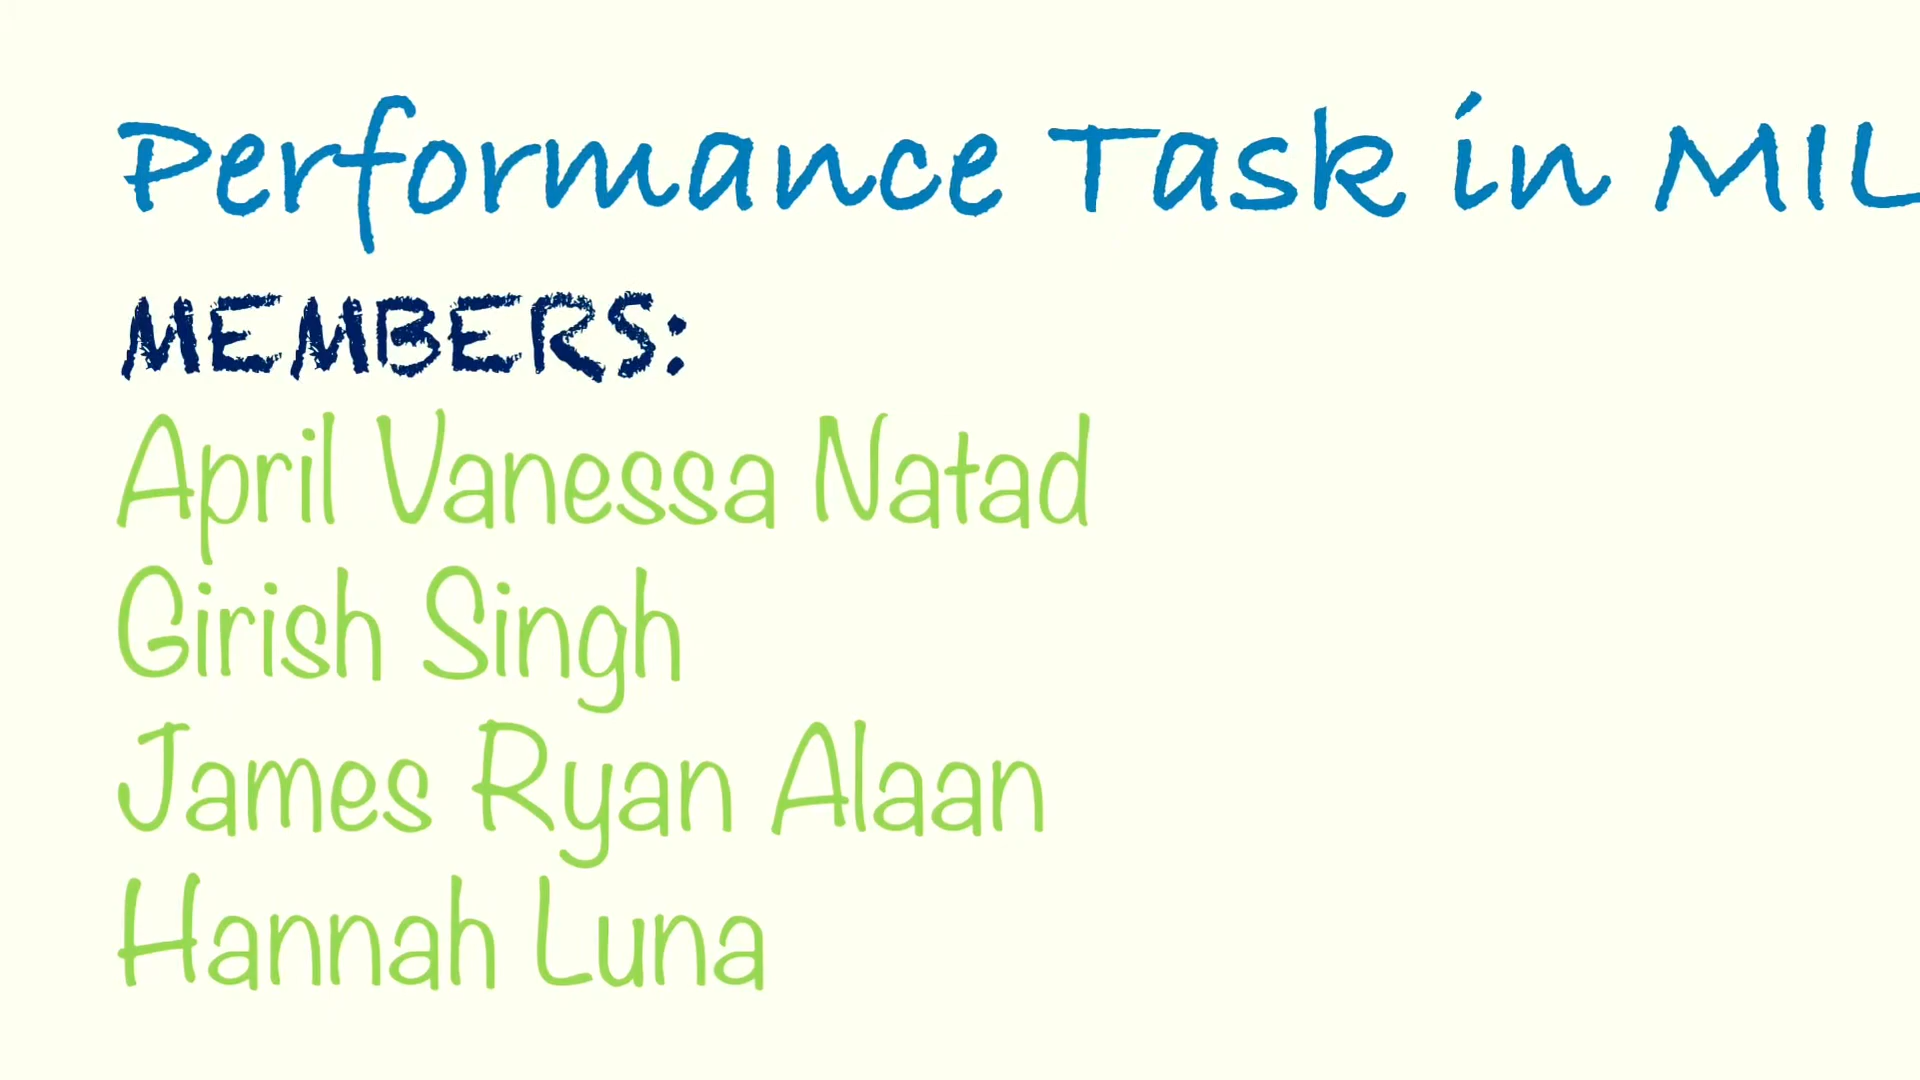 Performance Task in MIL
MEMBERS:
April Vanessa Natad
Girish Singh
James Ryan Alaan
Hannah Luna